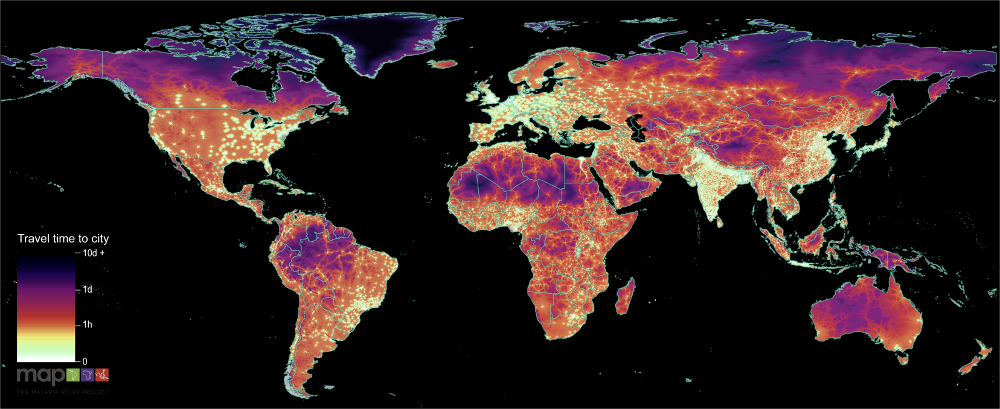 Travel time to city
10d +
1d
1h
0
map
THE MALARIA ATLAS PROJECT